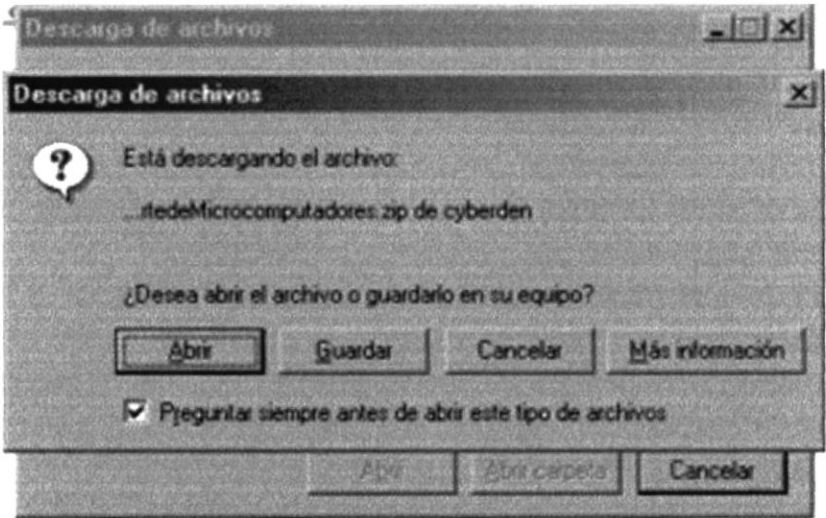 Descarga de archivos
Descarga de archivos
Está descargando el archivo:
...rtedeMicrocomputadores.zip de cyberden
¿Desea abrir el archivo o guardarlo en su equipo?
Abrir Guardar Cancelar Más información
Preguntar siempre antes de abrir este tipo de archivos
Abrir Abrir carpeta Cancelar